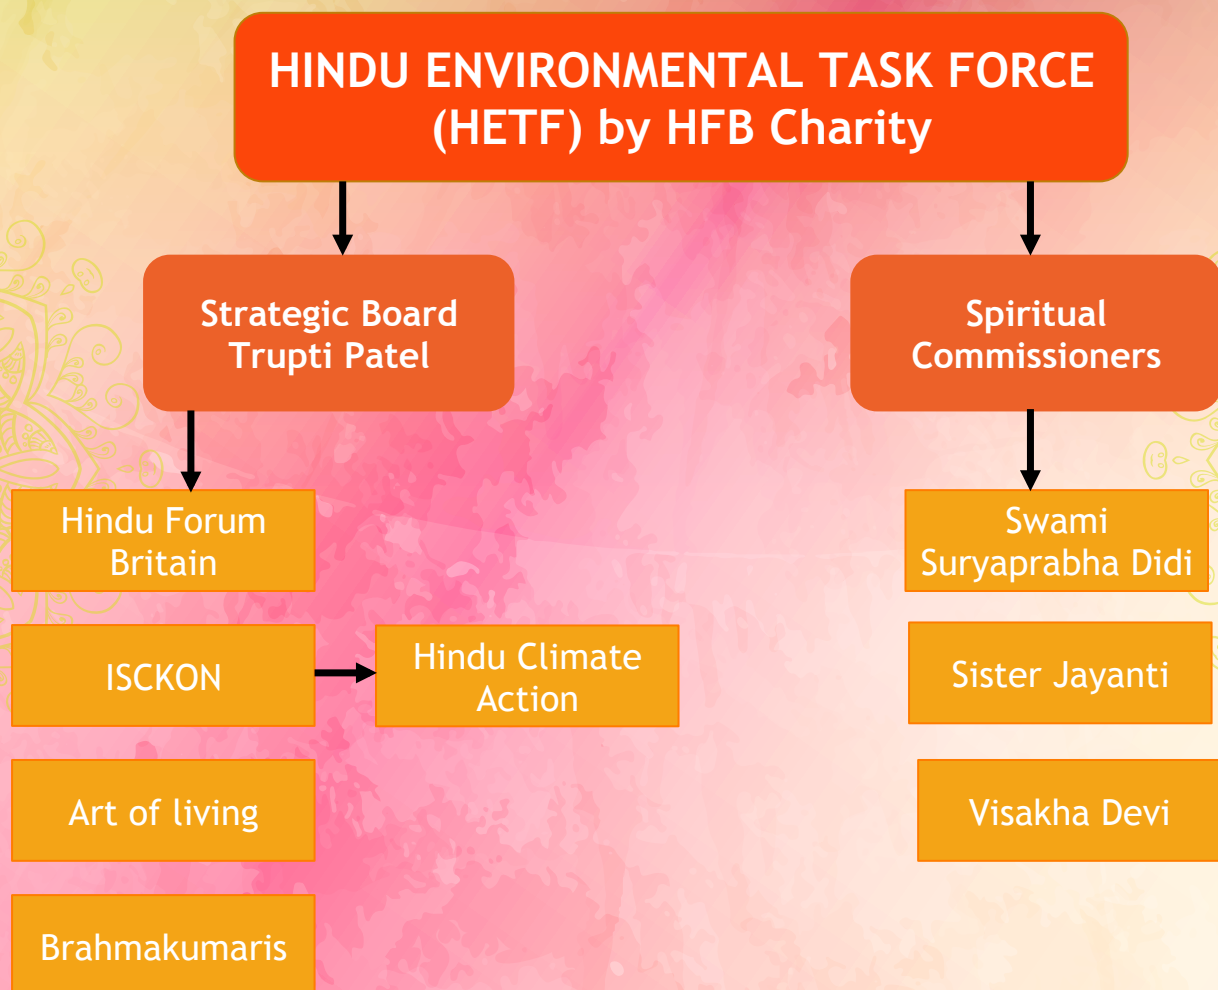 HINDU ENVIRONMENTAL TASK FORCE
(HETF) by HFB Charity
Strategic Board
Trupti Patel
Spiritual
Commissioners
Hindu Forum
Britain
Swami
Suryaprabha Didi
ISCKON
Hindu Climate
Action
Sister Jayanti
Art of living
Visakha Devi
Brahmakumaris